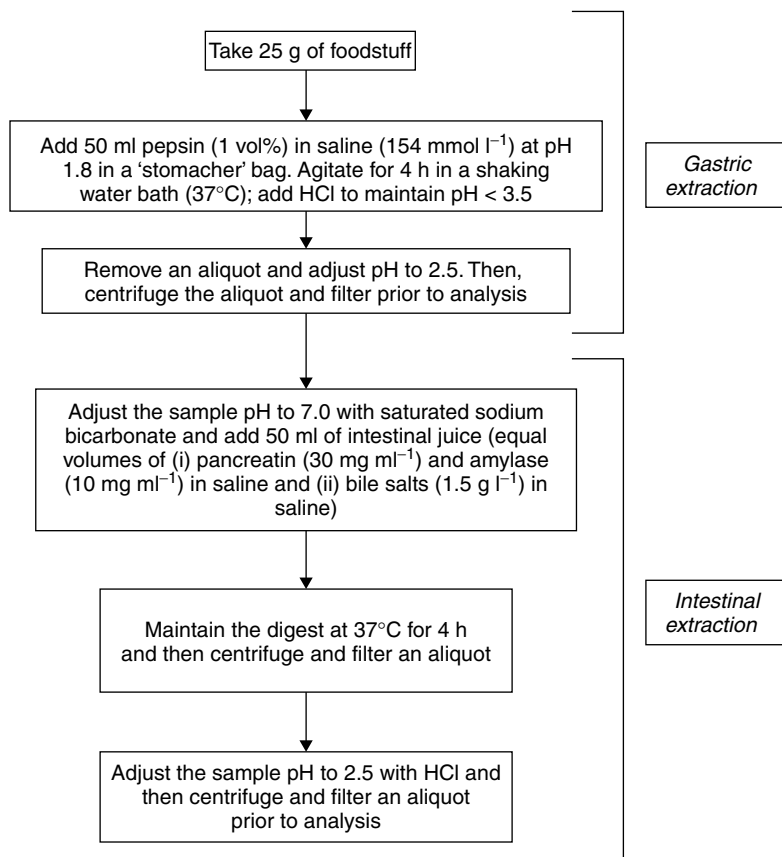 Take 25 g of foodstuff
Add 50 ml pepsin (1 vol%) in saline (154 mmol l⁻¹) at pH
1.8 in a ‘stomacher’ bag. Agitate for 4 h in a shaking
water bath (37°C); add HCl to maintain pH < 3.5
Gastric
extraction
Remove an aliquot and adjust pH to 2.5. Then,
centrifuge the aliquot and filter prior to analysis
Adjust the sample pH to 7.0 with saturated sodium
bicarbonate and add 50 ml of intestinal juice (equal
volumes of (i) pancreatin (30 mg ml⁻¹) and amylase
(10 mg ml⁻¹) in saline and (ii) bile salts (1.5 g l⁻¹) in
saline)
Intestinal
extraction
Maintain the digest at 37°C for 4 h
and then centrifuge and filter an aliquot
Adjust the sample pH to 2.5 with HCl and
then centrifuge and filter an aliquot
prior to analysis